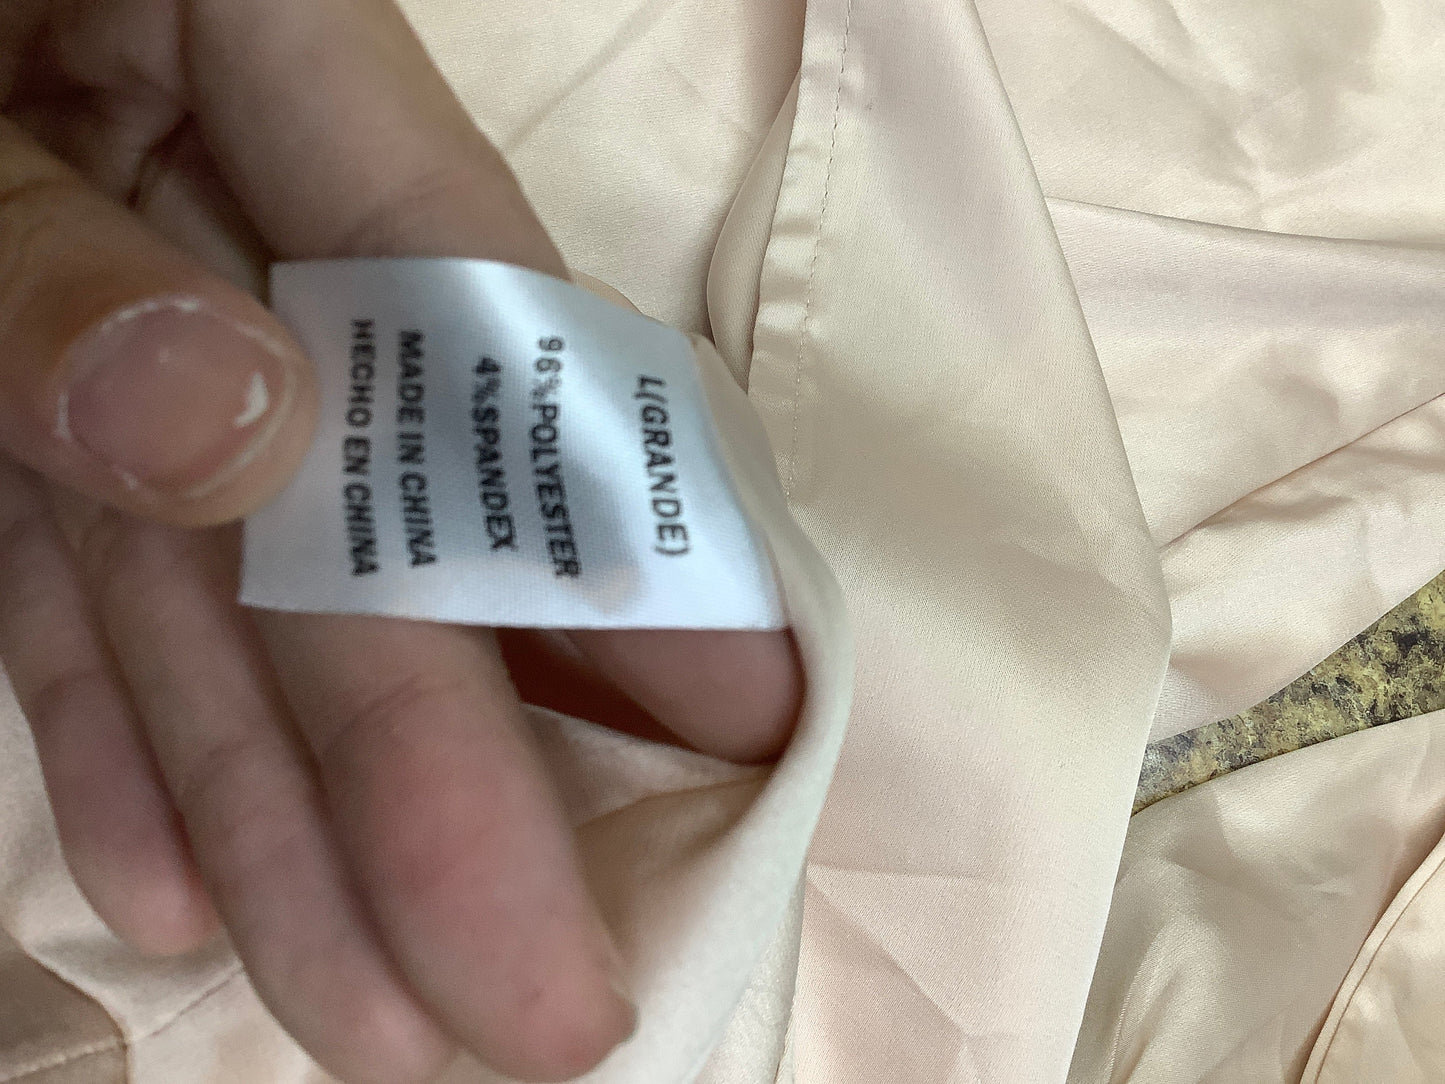 L(GRANDE)
96%POLYESTER
4%SPANDEX
MADE IN CHINA
HECHO EN CHINA